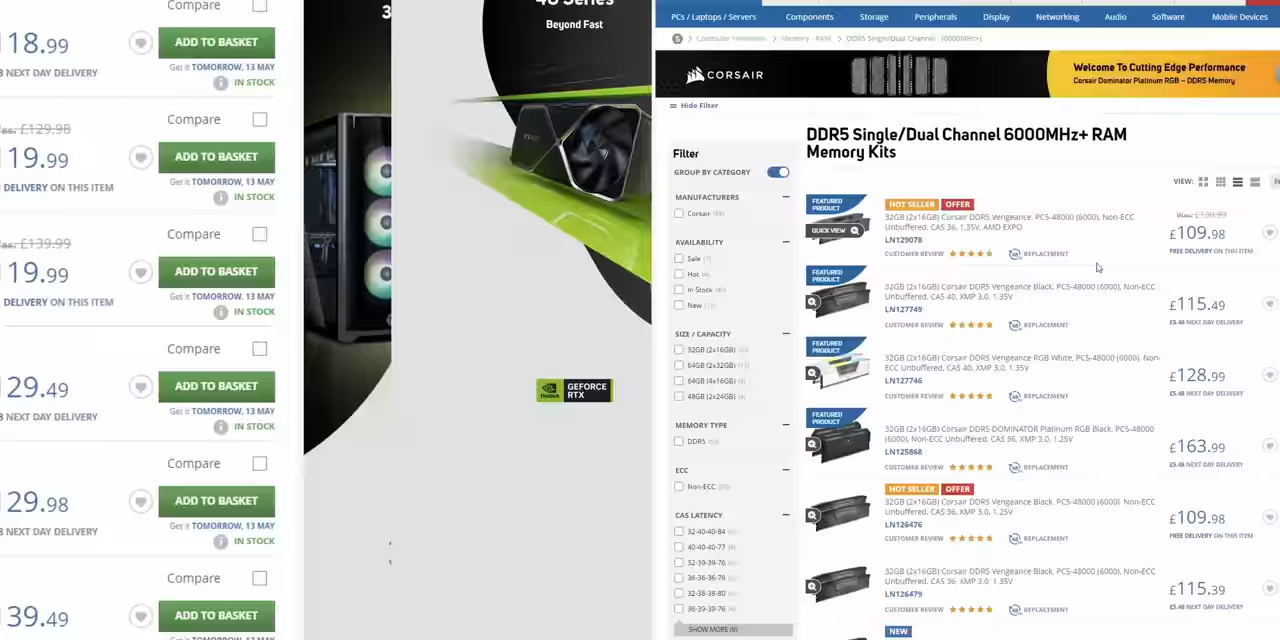 Compare
18.99
ADD TO BASKET
NEXT DAY DELIVERY
Get it TOMORROW, 13 MAY
IN STOCK
Compare
£129.98
19.99
ADD TO BASKET
DELIVERY ON THIS ITEM
Get it TOMORROW, 13 MAY
IN STOCK
Compare
£139.99
19.99
ADD TO BASKET
DELIVERY ON THIS ITEM
Get it TOMORROW, 13 MAY
IN STOCK
Compare
29.49
ADD TO BASKET
NEXT DAY DELIVERY
Get it TOMORROW, 13 MAY
IN STOCK
Compare
29.98
ADD TO BASKET
NEXT DAY DELIVERY
Get it TOMORROW, 13 MAY
IN STOCK
Compare
39.49
ADD TO BASKET
3
Beyond Fast
NVIDIA
GEFORCE
RTX
PCs / Laptops / Servers
Components
Storage
Peripherals
Display
Networking
Audio
Software
Mobile Devices
Memory - RAM > DDR5 Single/Dual Channel - (6000MHz+)
CORSAIR
Welcome To Cutting Edge Performance
Corsair Dominator Platinum RGB – DDR5 Memory
Hide Filter
DDR5 Single/Dual Channel 6000MHz+ RAM
Memory Kits
VIEW:
Filter
GROUP BY CATEGORY
MANUFACTURERS
Corsair
AVAILABILITY
Sale
Hot
In Stock
New
SIZE / CAPACITY
32GB (2x16GB)
64GB (2x32GB)
64GB (4x16GB)
48GB (2x24GB)
MEMORY TYPE
DDR5
ECC
Non-ECC
CAS LATENCY
32-40-40-84
40-40-40-77
32-39-39-76
36-36-36-76
32-38-38-80
36-39-39-76
SHOW MORE (9)
FEATURED
PRODUCT
QUICK VIEW
HOT SELLER OFFER
32GB (2x16GB) Corsair DDR5 Vengeance. PC5-48000 (6000), Non-ECC
Unbuffered, CAS 36, 1.35V, AMD EXPO
LN129078
CUSTOMER REVIEW
REPLACEMENT
Was: £130.99
£109.98
FREE DELIVERY ON THIS ITEM
FEATURED
PRODUCT
32GB (2x16GB) Corsair DDR5 Vengeance Black, PC5-48000 (6000), Non-ECC
Unbuffered, CAS 40, XMP 3.0, 1.35V
LN127749
CUSTOMER REVIEW
REPLACEMENT
£115.49
£5.48 NEXT DAY DELIVERY
FEATURED
PRODUCT
32GB (2x16GB) Corsair DDR5 Vengeance RGB White, PC5-48000 (6000), Non-
ECC Unbuffered, CAS 40, XMP 3.0, 1.35V
LN127746
CUSTOMER REVIEW
REPLACEMENT
£128.99
£5.48 NEXT DAY DELIVERY
FEATURED
PRODUCT
32GB (2x16GB) Corsair DDR5 DOMINATOR Platinum RGB Black, PC5-48000
(6000), Non-ECC Unbuffered, CAS 36, XMP 3.0, 1.25V
LN125868
CUSTOMER REVIEW
REPLACEMENT
£163.99
£5.48 NEXT DAY DELIVERY
HOT SELLER OFFER
32GB (2x16GB) Corsair DDR5 Vengeance Black, PC5-48000 (6000) Non-ECC
Unbuffered, CAS 36, XMP 3.0, 1.25V
LN126476
CUSTOMER REVIEW
REPLACEMENT
£109.98
FREE DELIVERY ON THIS ITEM
32GB (2x16GB) Corsair DDR5 Vengeance Black, PC5-48000 (6000), Non-ECC
Unbuffered, CAS 36 XMP 3.0, 1.35V
LN126479
CUSTOMER REVIEW
REPLACEMENT
£115.39
£5.48 NEXT DAY DELIVERY
NEW